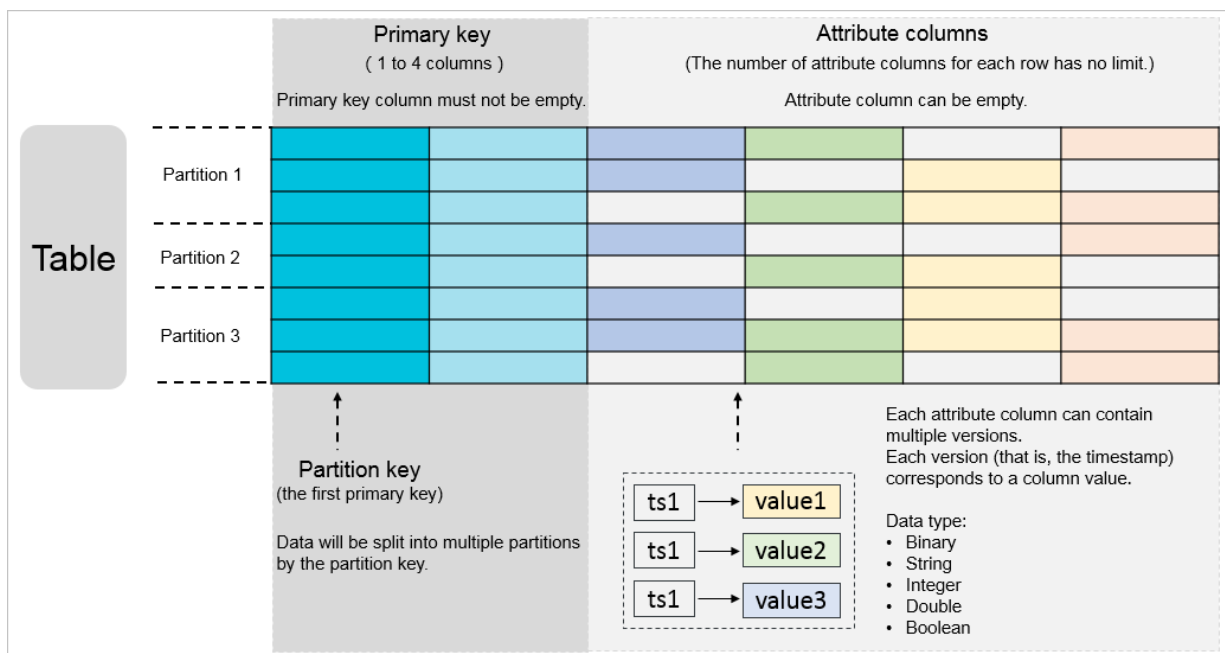 Primary key
( 1 to 4 columns )
Primary key column must not be empty.
Attribute columns
(The number of attribute columns for each row has no limit.)
Attribute column can be empty.
Table
Partition 1
Partition 2
Partition 3
Partition key
(the first primary key)
Data will be split into multiple partitions
by the partition key.
ts1
value1
ts1
value2
ts1
value3
Each attribute column can contain
multiple versions.
Each version (that is, the timestamp)
corresponds to a column value.
Data type:
• Binary
• String
• Integer
• Double
• Boolean